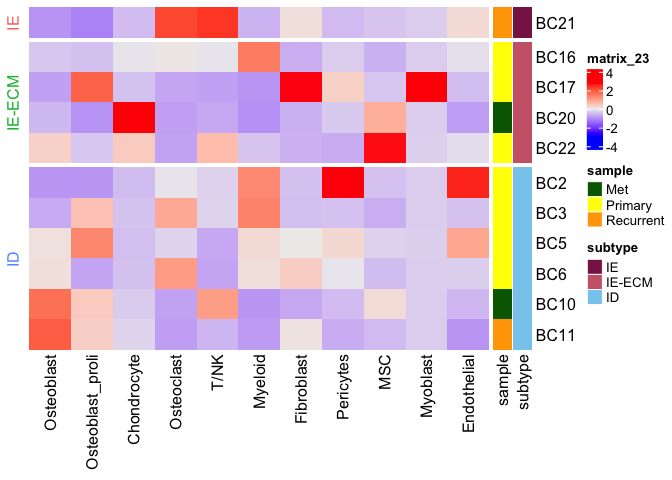 IE
IE-ECM
ID
BC21
BC16
BC17
BC20
BC22
BC2
BC3
BC5
BC6
BC10
BC11
Osteoblast
Osteoblast_proli
Chondrocyte
Osteoclast
T/NK
Myeloid
Fibroblast
Pericytes
MSC
Myoblast
Endothelial
sample
subtype
matrix_23
4
2
0
-2
-4
sample
Met
Primary
Recurrent
subtype
IE
IE-ECM
ID